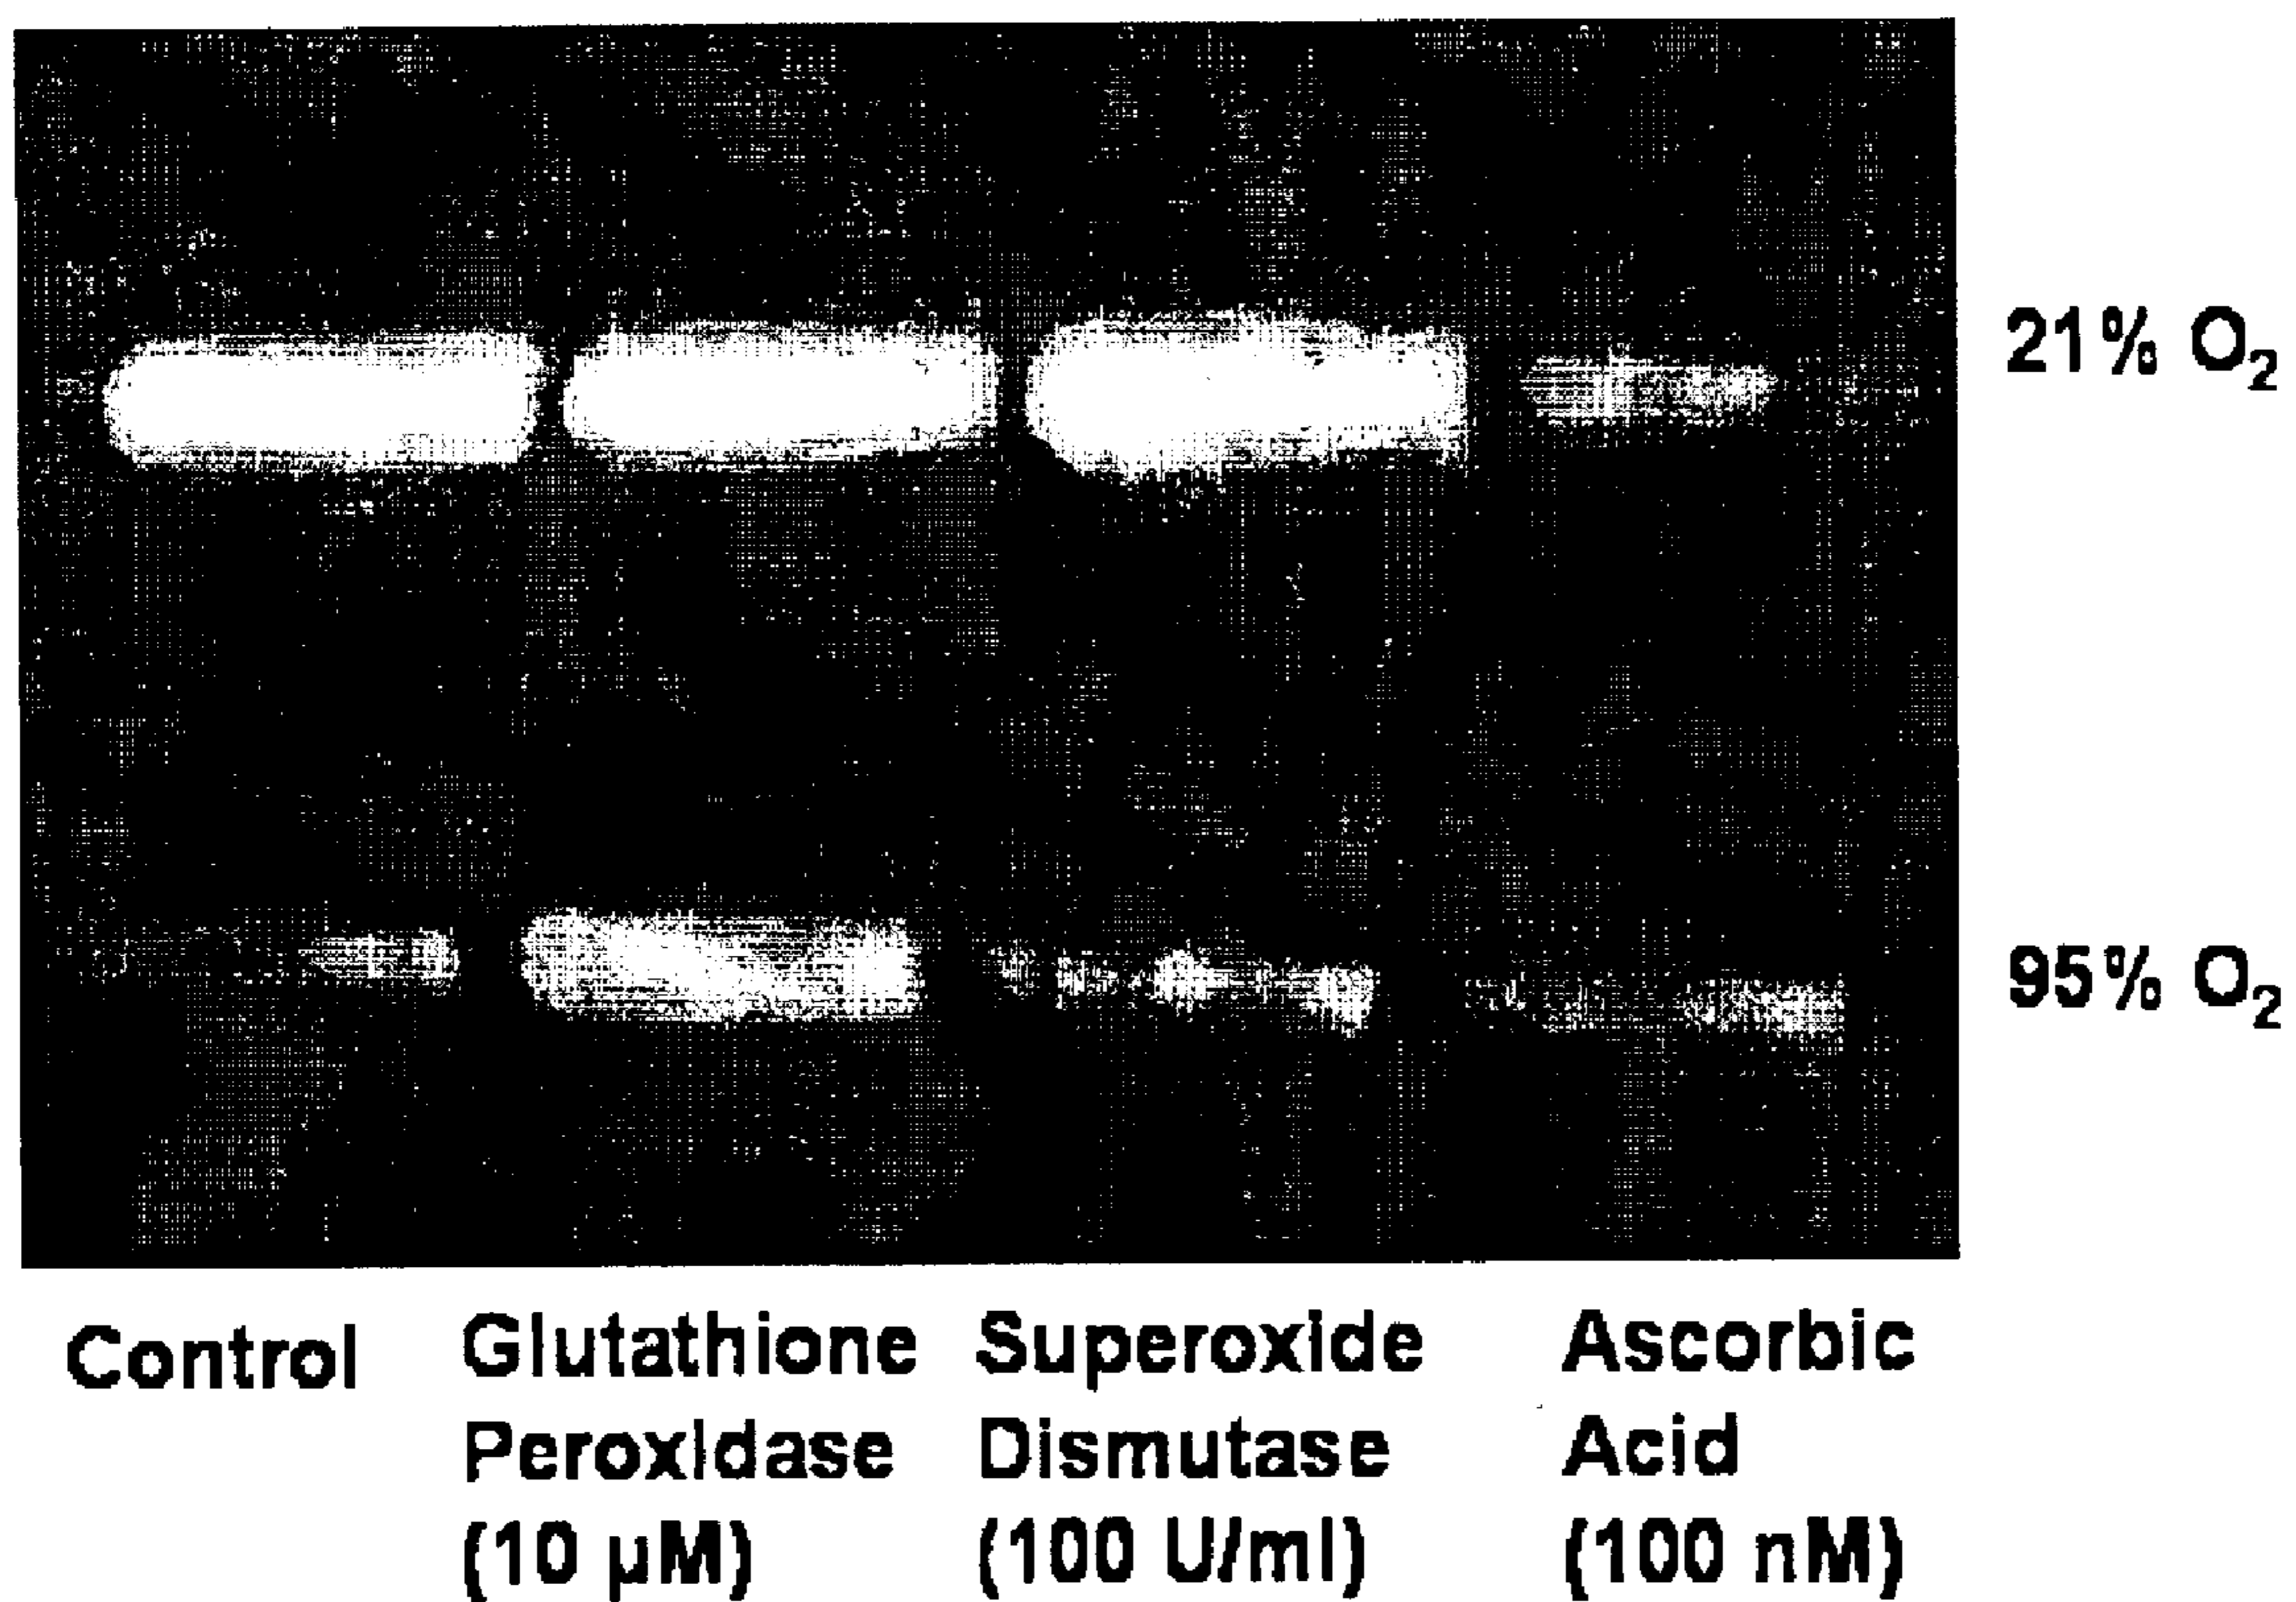 21% O₂
95% O₂
Control
Glutathione
Peroxidase
(10 µM)
Superoxide
Dismutase
(100 U/ml)
Ascorbic
Acid
(100 nM)